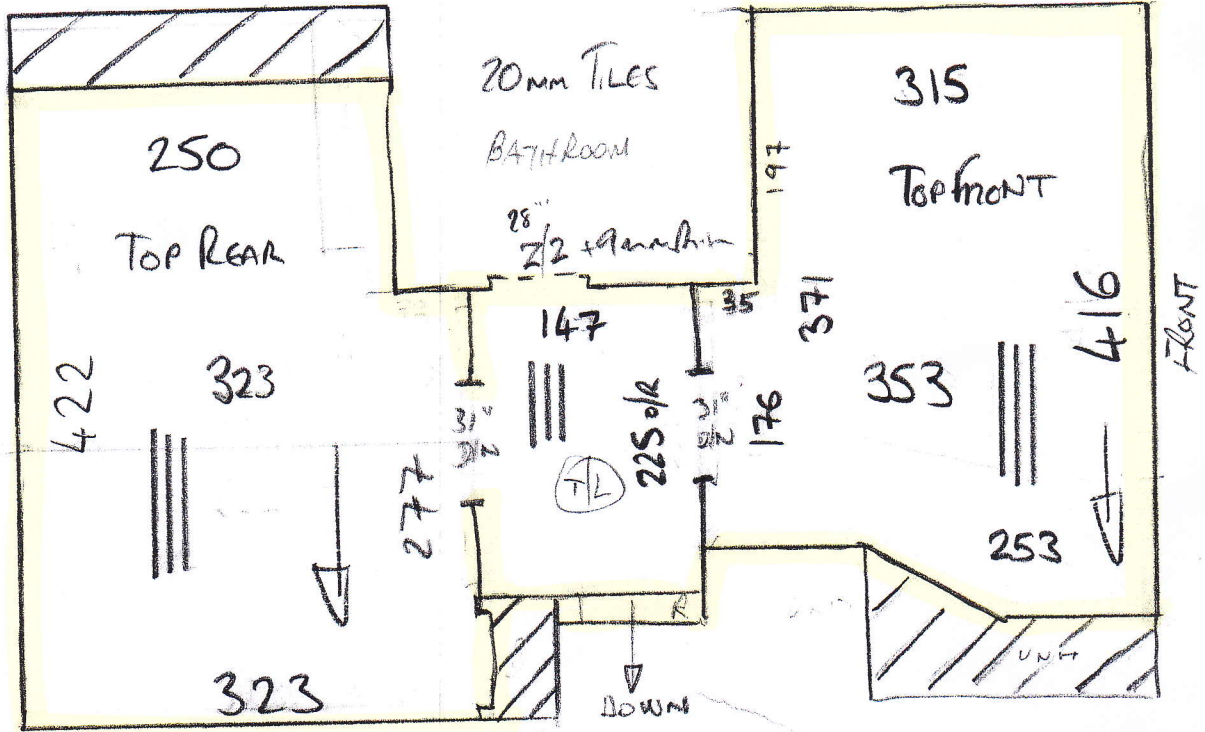 20MM TILES
BATHROOM
28"
Z/2 +9mm
250
TOP REAR
315
TOP FRONT
197
147
35
371
416
FRONT
422
323
31"
277
225 O/R
31"
176
353
T/L
253
R
UNIT
323
DOWN